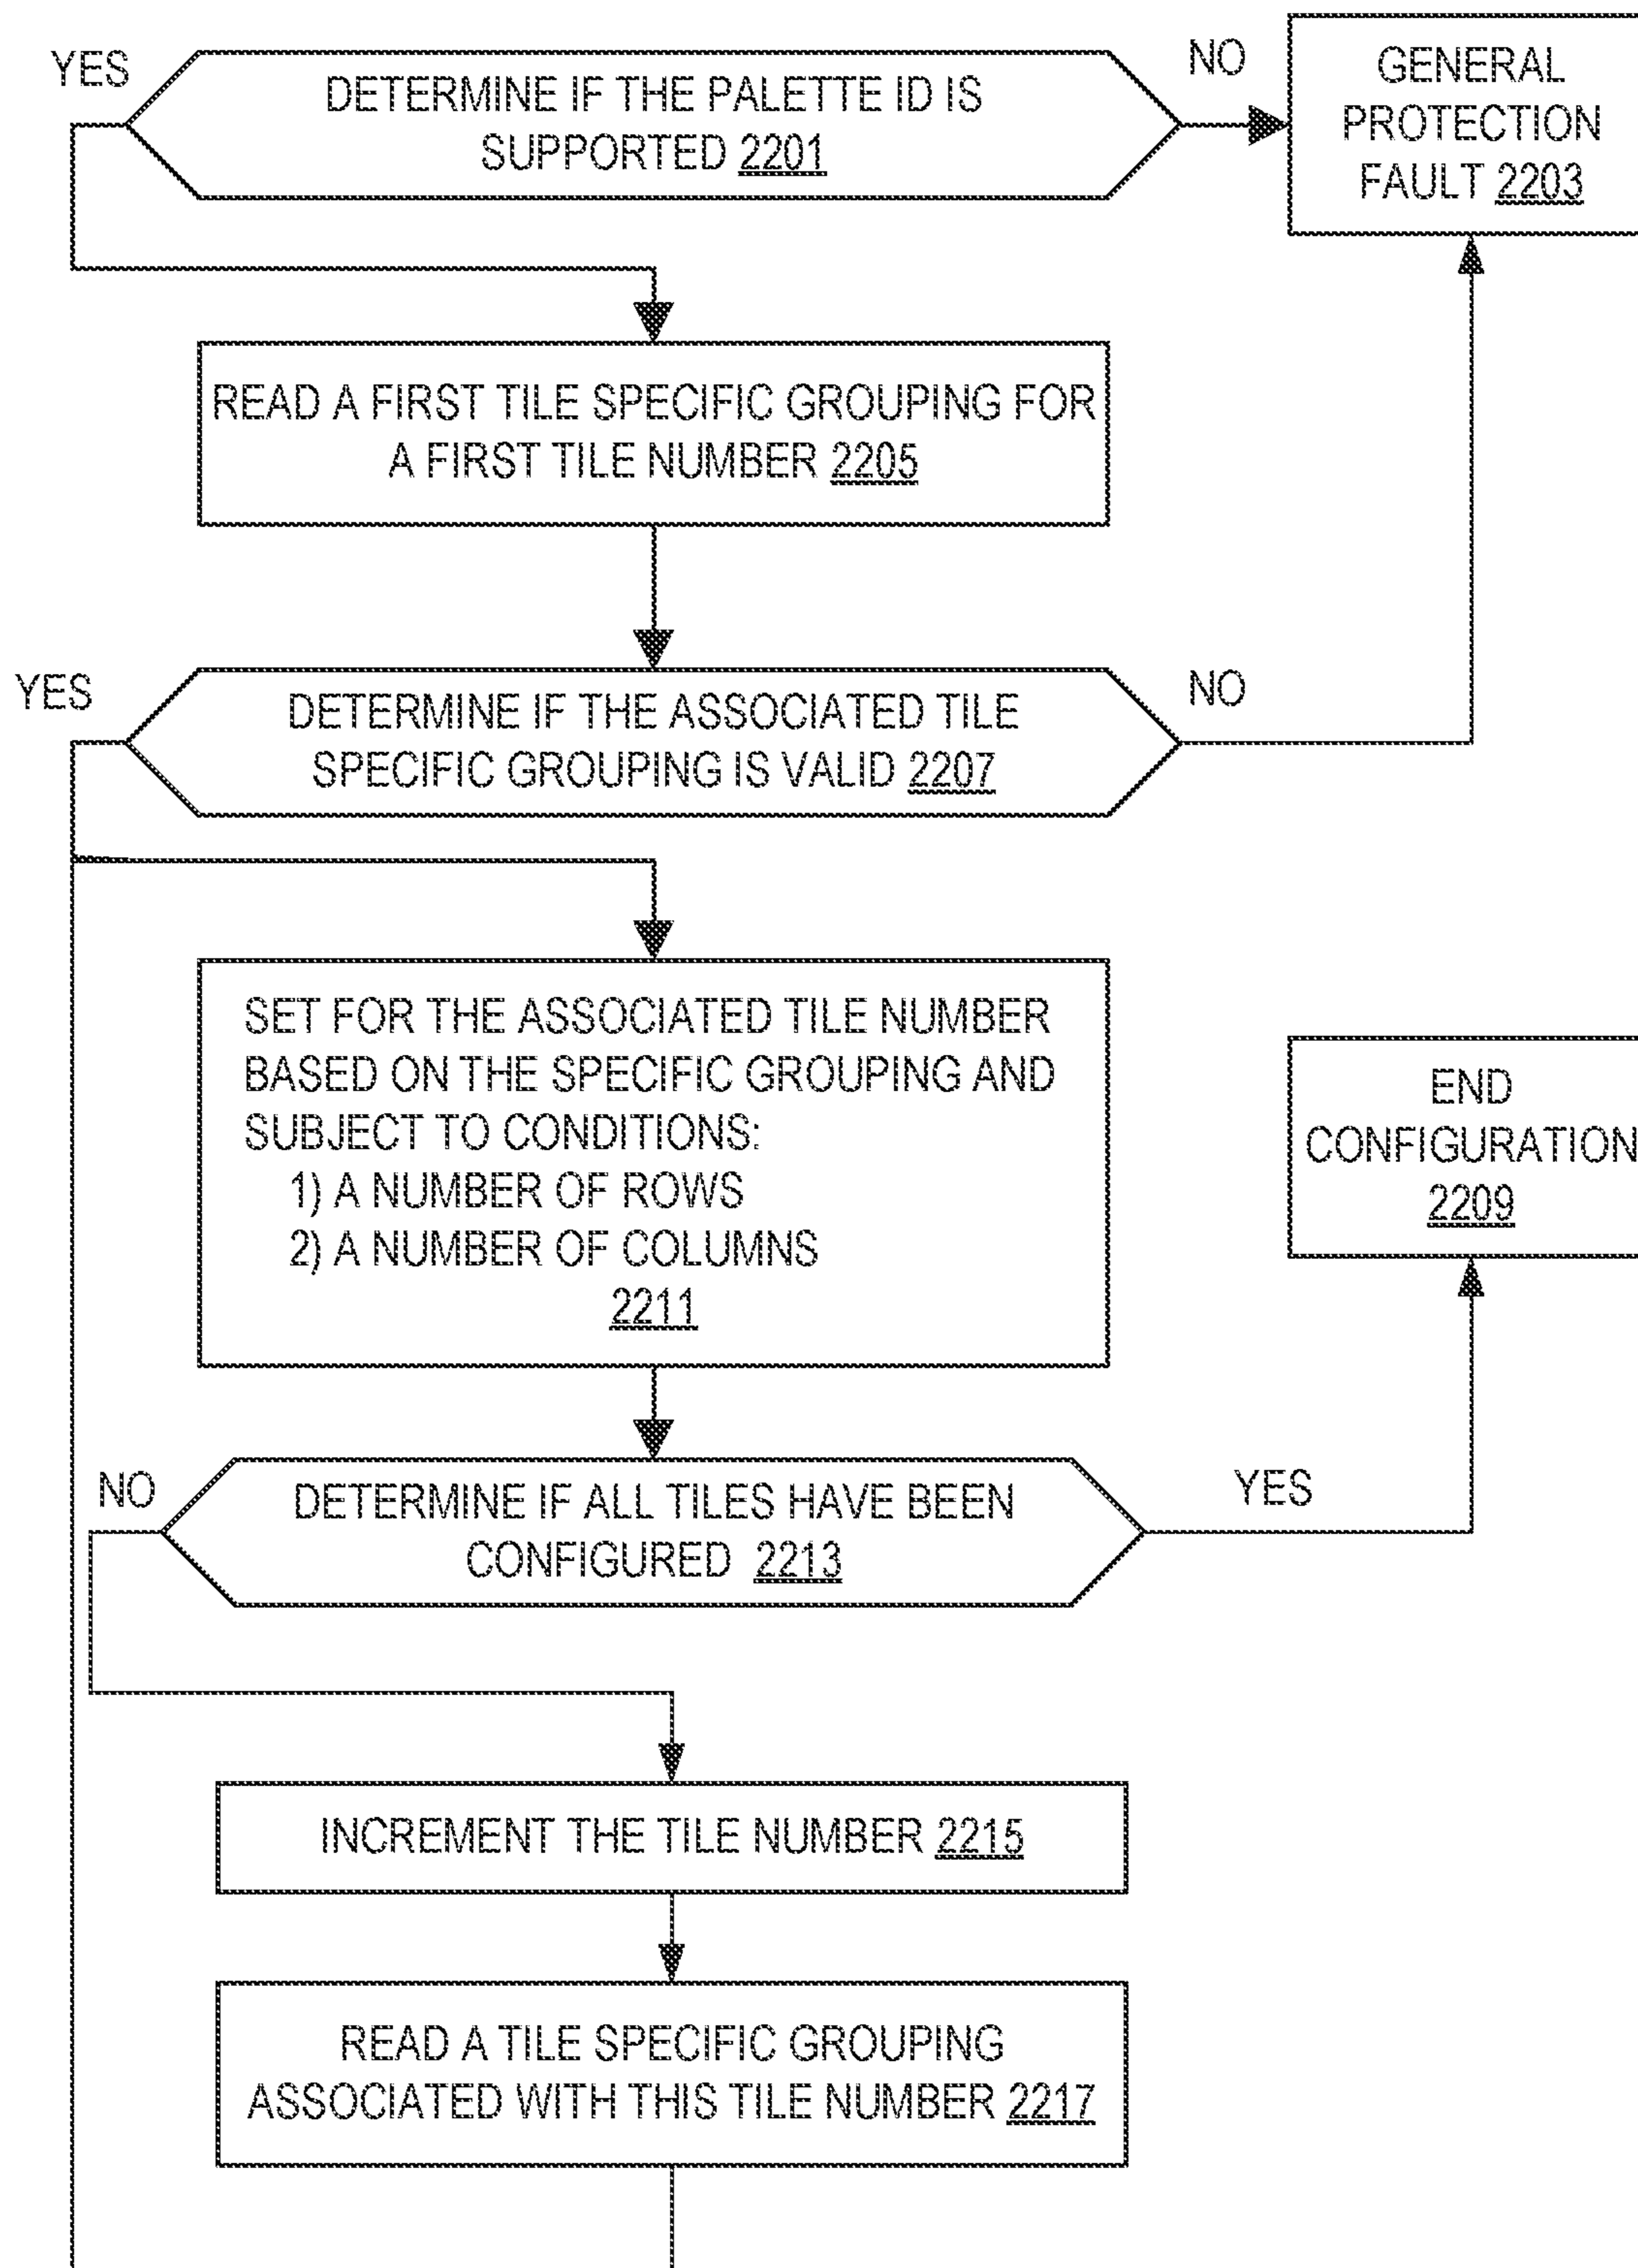 YES
DETERMINE IF THE PALETTE ID IS
SUPPORTED 2201
NO
GENERAL
PROTECTION
FAULT 2203
READ A FIRST TILE SPECIFIC GROUPING FOR
A FIRST TILE NUMBER 2205
YES
DETERMINE IF THE ASSOCIATED TILE
SPECIFIC GROUPING IS VALID 2207
NO
SET FOR THE ASSOCIATED TILE NUMBER
BASED ON THE SPECIFIC GROUPING AND
SUBJECT TO CONDITIONS:
1) A NUMBER OF ROWS
2) A NUMBER OF COLUMNS
2211
END
CONFIGURATION
2209
NO
DETERMINE IF ALL TILES HAVE BEEN
CONFIGURED 2213
YES
INCREMENT THE TILE NUMBER 2215
READ A TILE SPECIFIC GROUPING
ASSOCIATED WITH THIS TILE NUMBER 2217